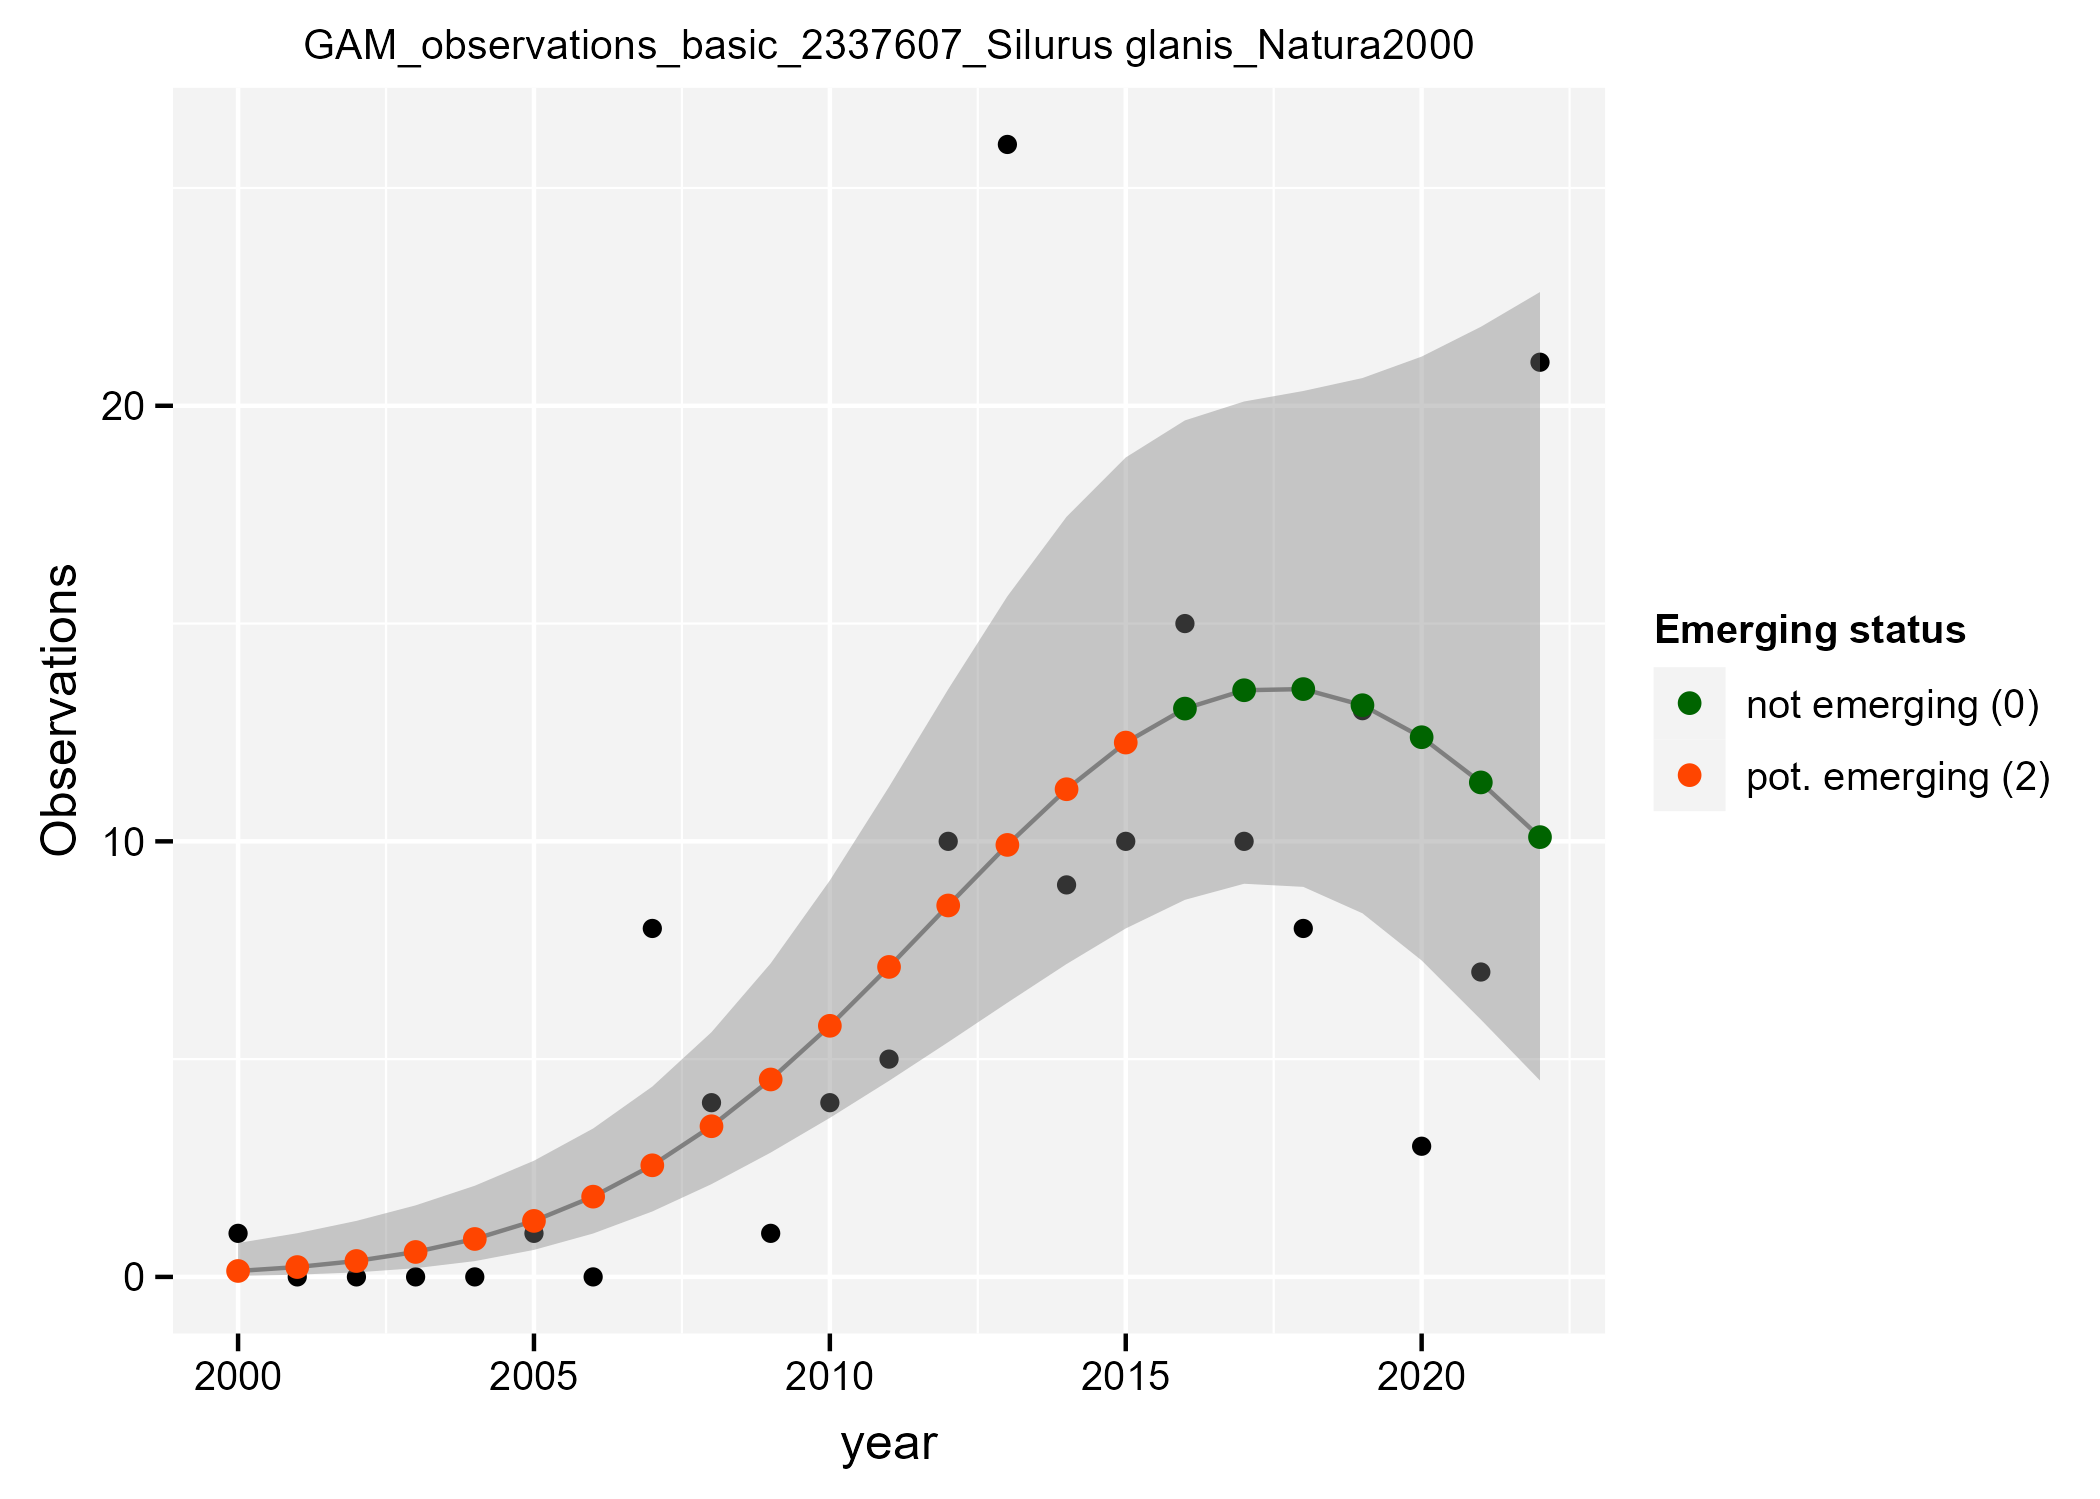 GAM_observations_basic_2337607_Silurus glanis_Natura2000
Observations
20
10
0
2000 2005 2010 2015 2020
year
Emerging status
not emerging (0)
pot. emerging (2)